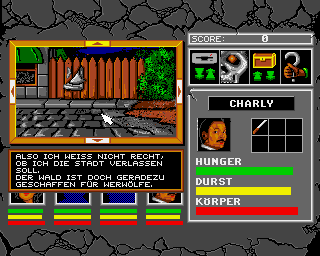 SCORE: 0
CHARLY
ALSO ICH WEISS NICHT RECHT,
OB ICH DIE STADT VERLASSEN
SOLL.
DER WALD IST DOCH GERADEZU
GESCHAFFEN FÜR WERWÖLFE.
HUNGER
DURST
KÖRPER